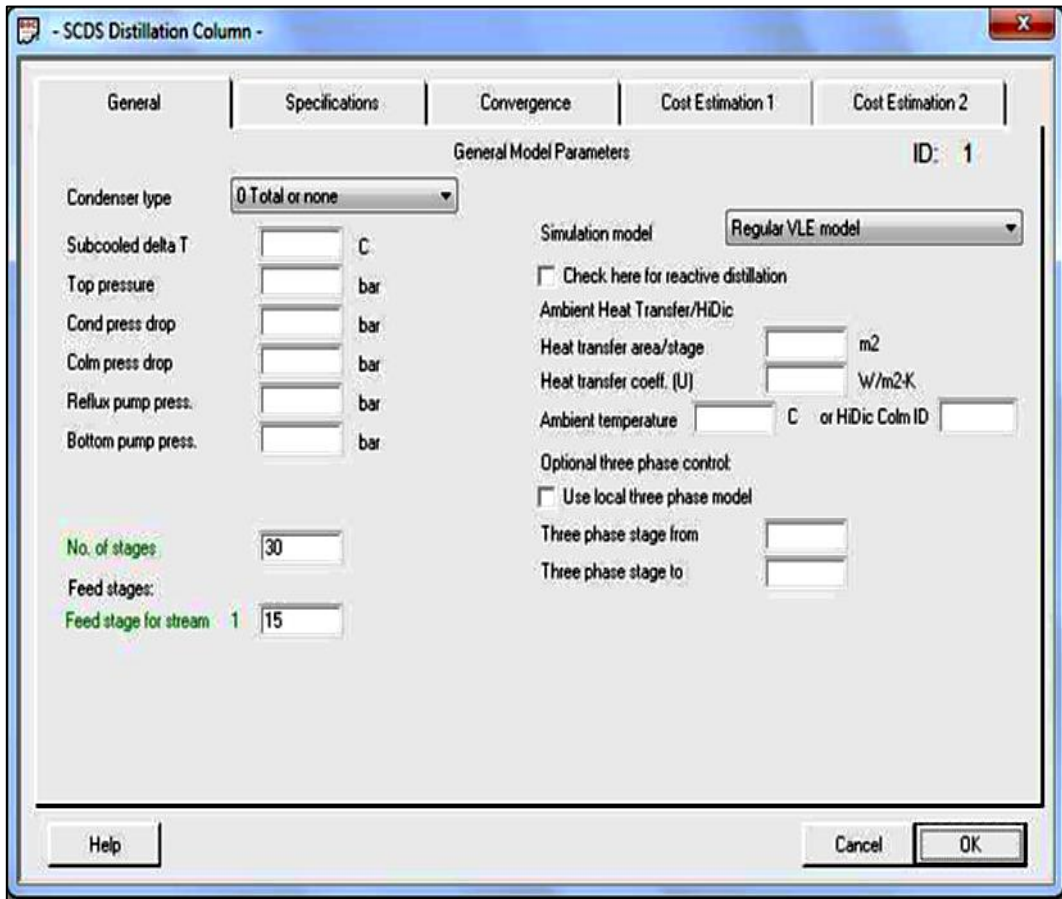 - SCDS Distillation Column -
General
Specifications
Convergence
Cost Estimation 1
Cost Estimation 2
General Model Parameters
ID: 1
Condenser type 0 Total or none
Subcooled delta T C
Top pressure bar
Cond press drop bar
Colm press drop bar
Reflux pump press. bar
Bottom pump press. bar
No. of stages 30
Feed stages:
Feed stage for stream 1 15
Simulation model Regular VLE model
Check here for reactive distillation
Ambient Heat Transfer/HiDic
Heat transfer area/stage m2
Heat transfer coeff. (U) W/m2-K
Ambient temperature C or HiDic Colm ID
Optional three phase control:
Use local three phase model
Three phase stage from
Three phase stage to
Help
Cancel
OK